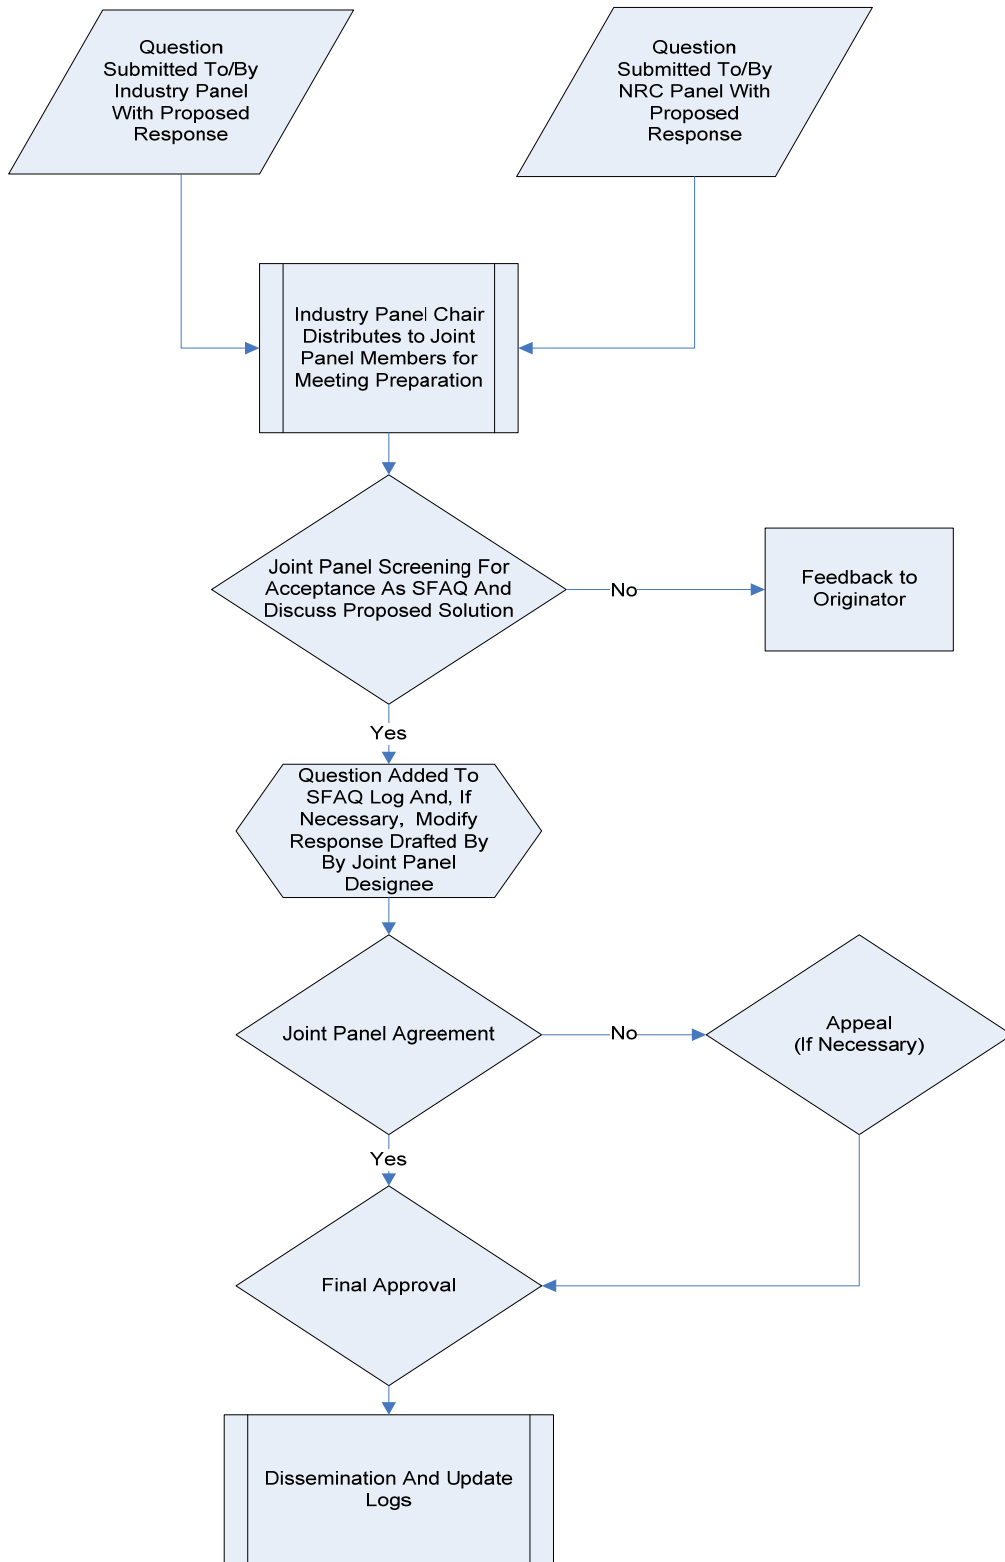 Question
Submitted To/By
Industry Panel
With Proposed
Response
Question
Submitted To/By
NRC Panel With
Proposed
Response
Industry Panel Chair
Distributes to Joint
Panel Members for
Meeting Preparation
Joint Panel Screening For
Acceptance As SFAQ And
Discuss Proposed Solution
No
Feedback to
Originator
Yes
Question Added To
SFAQ Log And, If
Necessary, Modify
Response Drafted By
By Joint Panel
Designee
Joint Panel Agreement
No
Appeal
(If Necessary)
Yes
Final Approval
Dissemination And Update
Logs